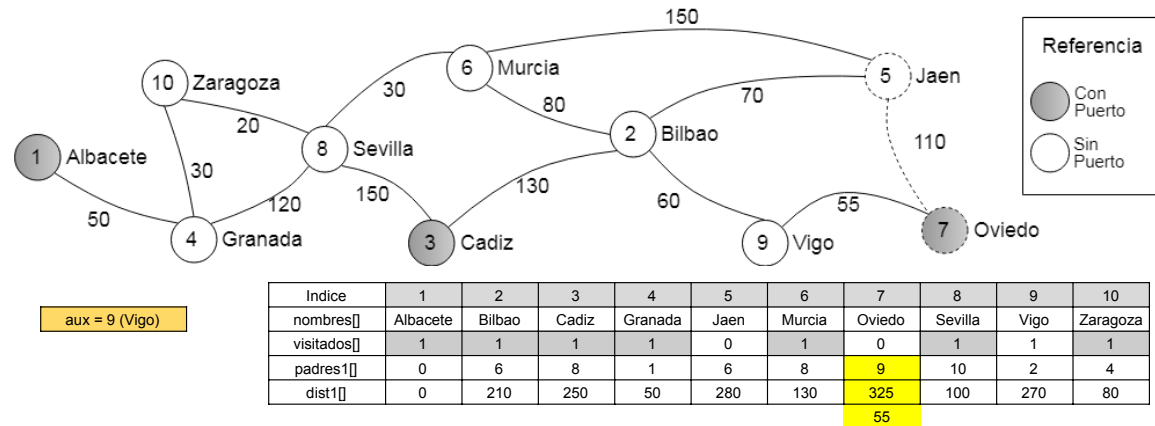 150
Referencia
6 Murcia
5 Jaen
10 Zaragoza
30
80
70
Con
Puerto
20
2 Bilbao
1 Albacete
8 Sevilla
110
Sin
Puerto
30
150
130
50
120
60
55
4 Granada
3 Cadiz
9 Vigo
7 Oviedo
aux = 9 (Vigo)
Indice 1 2 3 4 5 6 7 8 9 10
nombres[] Albacete Bilbao Cadiz Granada Jaen Murcia Oviedo Sevilla Vigo Zaragoza
visitados[] 1 1 1 1 0 1 0 1 1 1
padres1[] 0 6 8 1 6 8 9 10 2 4
dist1[] 0 210 250 50 280 130 325 100 270 80
55